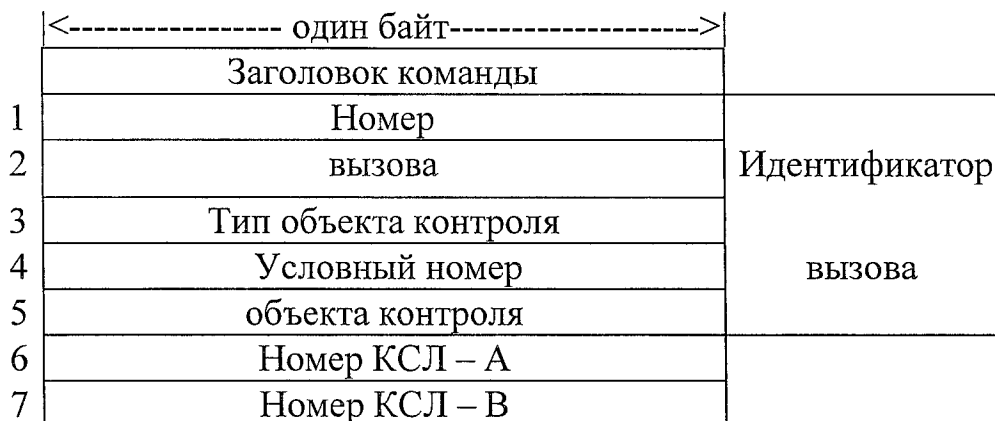 |<---------------- один байт-------------------->|
Заголовок команды
1 Номер
2 вызова Идентификатор
3 Тип объекта контроля
4 Условный номер вызова
5 объекта контроля
6 Номер КСЛ – А
7 Номер КСЛ – В